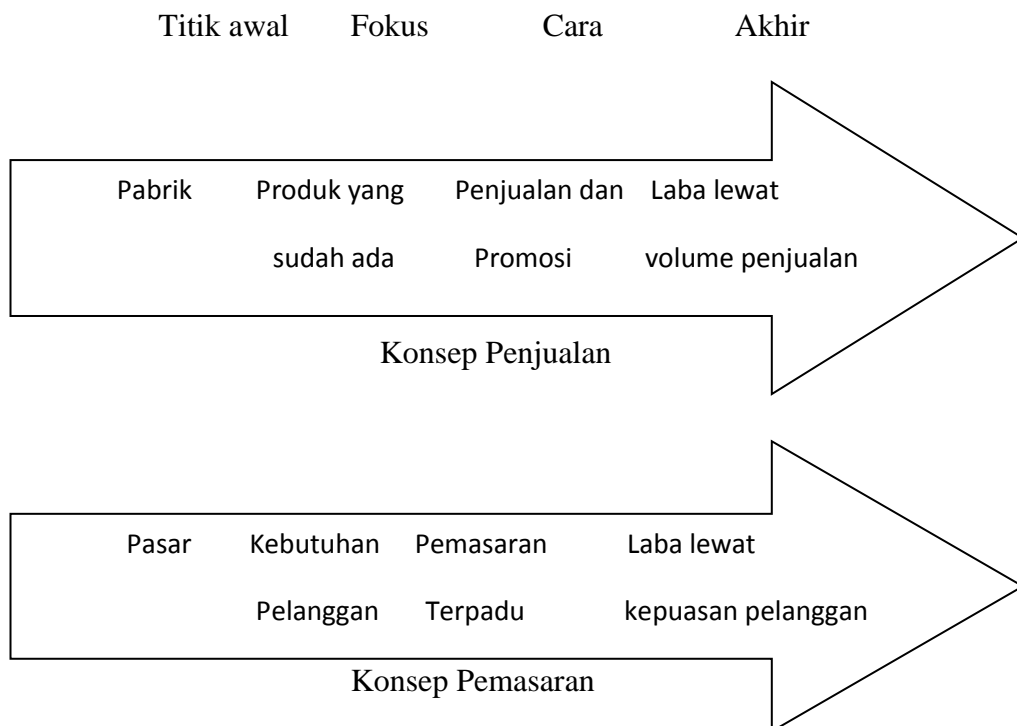 Titik awal Fokus Cara Akhir
Pabrik Produk yang Penjualan dan Laba lewat
sudah ada Promosi volume penjualan
Konsep Penjualan
Pasar Kebutuhan Pemasaran Laba lewat
Pelanggan Terpadu kepuasan pelanggan
Konsep Pemasaran